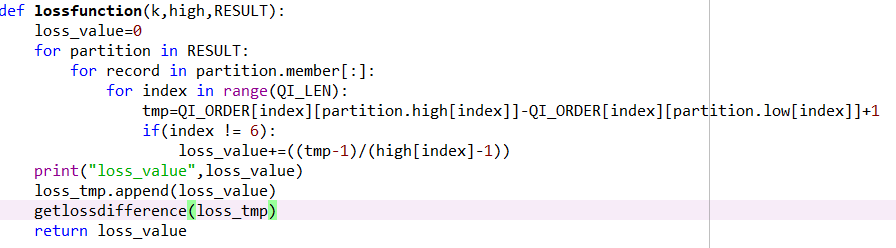 def lossfunction(k,high,RESULT):
    loss_value=0
    for partition in RESULT:
        for record in partition.member[:]:
            for index in range(QI_LEN):
                tmp=QI_ORDER[index][partition.high[index]]-QI_ORDER[index][partition.low[index]]+1
                if(index != 6):
                    loss_value+=((tmp-1)/(high[index]-1))
    print("loss_value",loss_value)
    loss_tmp.append(loss_value)
    getlossdifference(loss_tmp)
    return loss_value